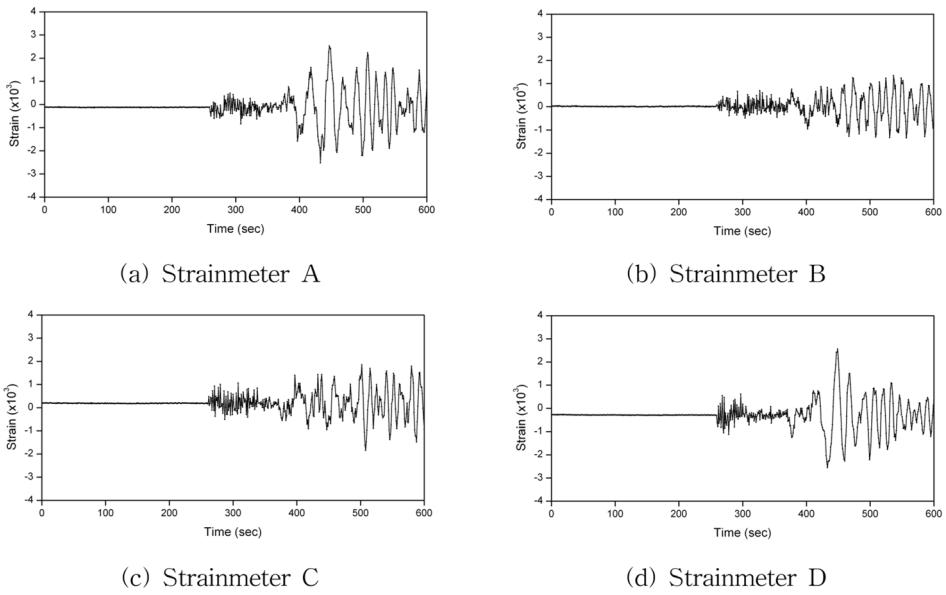 4
3
2
1
0
-1
-2
-3
-4
Strain (x10³)
0 100 200 300 400 500 600
Time (sec)
(a) Strainmeter A
4
3
2
1
0
-1
-2
-3
-4
Strain (x10³)
0 100 200 300 400 500 600
Time (sec)
(b) Strainmeter B
4
3
2
1
0
-1
-2
-3
-4
Strain (x10³)
0 100 200 300 400 500 600
Time (sec)
(c) Strainmeter C
4
3
2
1
0
-1
-2
-3
-4
Strain (x10³)
0 100 200 300 400 500 600
Time (sec)
(d) Strainmeter D